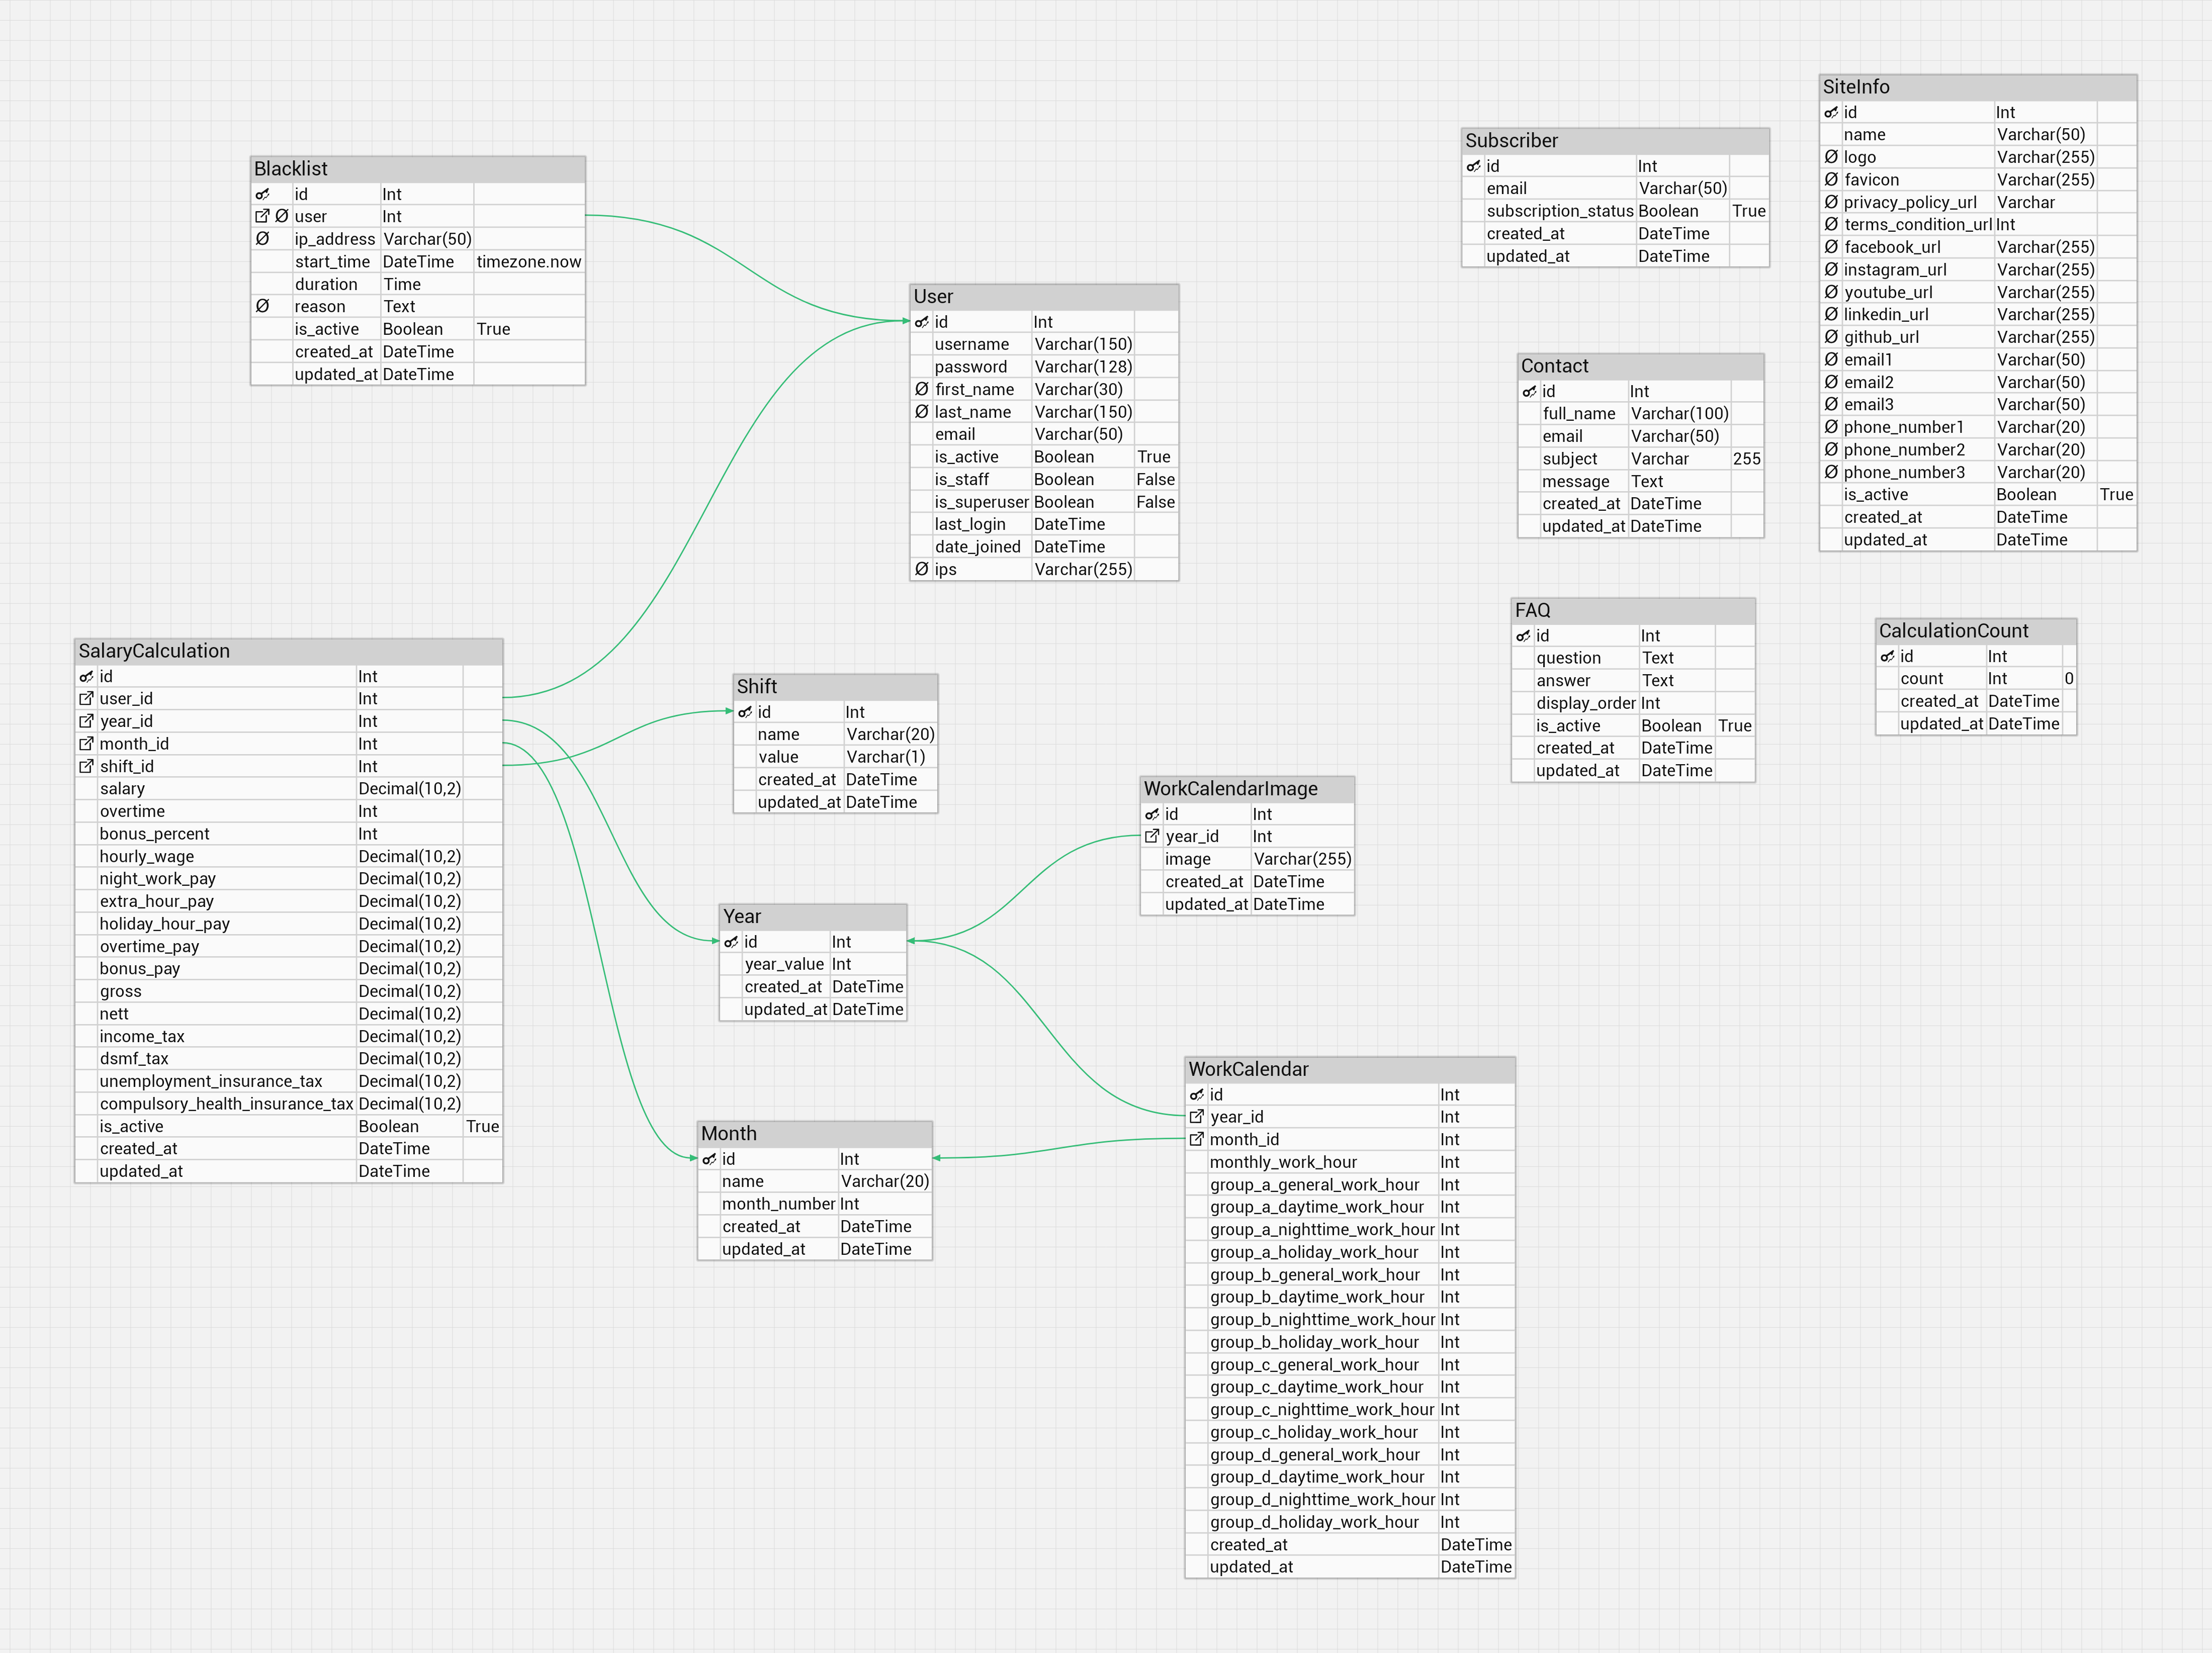 Blacklist
id Int
user Int
ip_address Varchar(50)
start_time DateTime timezone.now
duration Time
reason Text
is_active Boolean True
created_at DateTime
updated_at DateTime
User
id Int
username Varchar(150)
password Varchar(128)
first_name Varchar(30)
last_name Varchar(150)
email Varchar(50)
is_active Boolean True
is_staff Boolean False
is_superuser Boolean False
last_login DateTime
date_joined DateTime
ips Varchar(255)
Subscriber
id Int
email Varchar(50)
subscription_status Boolean True
created_at DateTime
updated_at DateTime
SiteInfo
id Int
name Varchar(50)
logo Varchar(255)
favicon Varchar(255)
privacy_policy_url Varchar
terms_condition_url Int
facebook_url Varchar(255)
instagram_url Varchar(255)
youtube_url Varchar(255)
linkedin_url Varchar(255)
github_url Varchar(255)
email1 Varchar(50)
email2 Varchar(50)
email3 Varchar(50)
phone_number1 Varchar(20)
phone_number2 Varchar(20)
phone_number3 Varchar(20)
is_active Boolean True
created_at DateTime
updated_at DateTime
Contact
id Int
full_name Varchar(100)
email Varchar(50)
subject Varchar 255
message Text
created_at DateTime
updated_at DateTime
FAQ
id Int
question Text
answer Text
display_order Int
is_active Boolean True
created_at DateTime
updated_at DateTime
CalculationCount
id Int
count Int 0
created_at DateTime
updated_at DateTime
SalaryCalculation
id Int
user_id Int
year_id Int
month_id Int
shift_id Int
salary Decimal(10,2)
overtime Int
bonus_percent Int
hourly_wage Decimal(10,2)
night_work_pay Decimal(10,2)
extra_hour_pay Decimal(10,2)
holiday_hour_pay Decimal(10,2)
overtime_pay Decimal(10,2)
bonus_pay Decimal(10,2)
gross Decimal(10,2)
nett Decimal(10,2)
income_tax Decimal(10,2)
dsmf_tax Decimal(10,2)
unemployment_insurance_tax Decimal(10,2)
compulsory_health_insurance_tax Decimal(10,2)
is_active Boolean True
created_at DateTime
updated_at DateTime
Shift
id Int
name Varchar(20)
value Varchar(1)
created_at DateTime
updated_at DateTime
WorkCalendarImage
id Int
year_id Int
image Varchar(255)
created_at DateTime
updated_at DateTime
Year
id Int
year_value Int
created_at DateTime
updated_at DateTime
Month
id Int
name Varchar(20)
month_number Int
created_at DateTime
updated_at DateTime
WorkCalendar
id Int
year_id Int
month_id Int
monthly_work_hour Int
group_a_general_work_hour Int
group_a_daytime_work_hour Int
group_a_nighttime_work_hour Int
group_a_holiday_work_hour Int
group_b_general_work_hour Int
group_b_daytime_work_hour Int
group_b_nighttime_work_hour Int
group_b_holiday_work_hour Int
group_c_general_work_hour Int
group_c_daytime_work_hour Int
group_c_nighttime_work_hour Int
group_c_holiday_work_hour Int
group_d_general_work_hour Int
group_d_daytime_work_hour Int
group_d_nighttime_work_hour Int
group_d_holiday_work_hour Int
created_at DateTime
updated_at DateTime